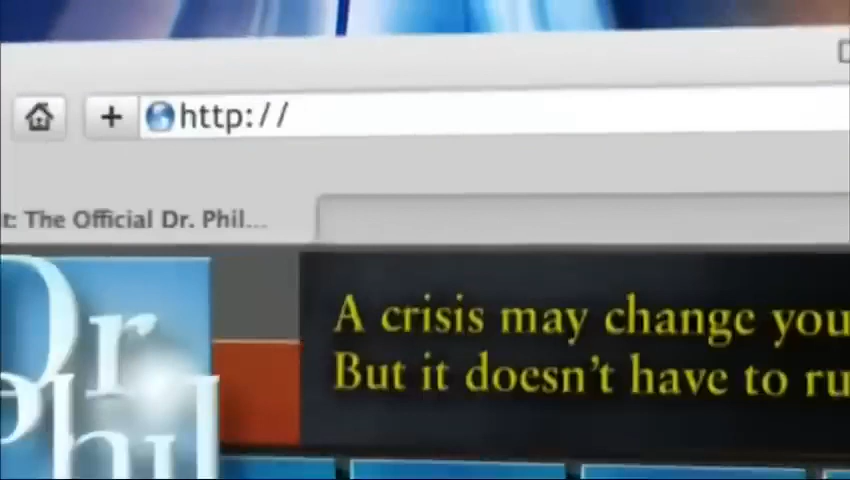 http://
t: The Official Dr. Phil...
Dr.
Phil
A crisis may change you
But it doesn't have to ru